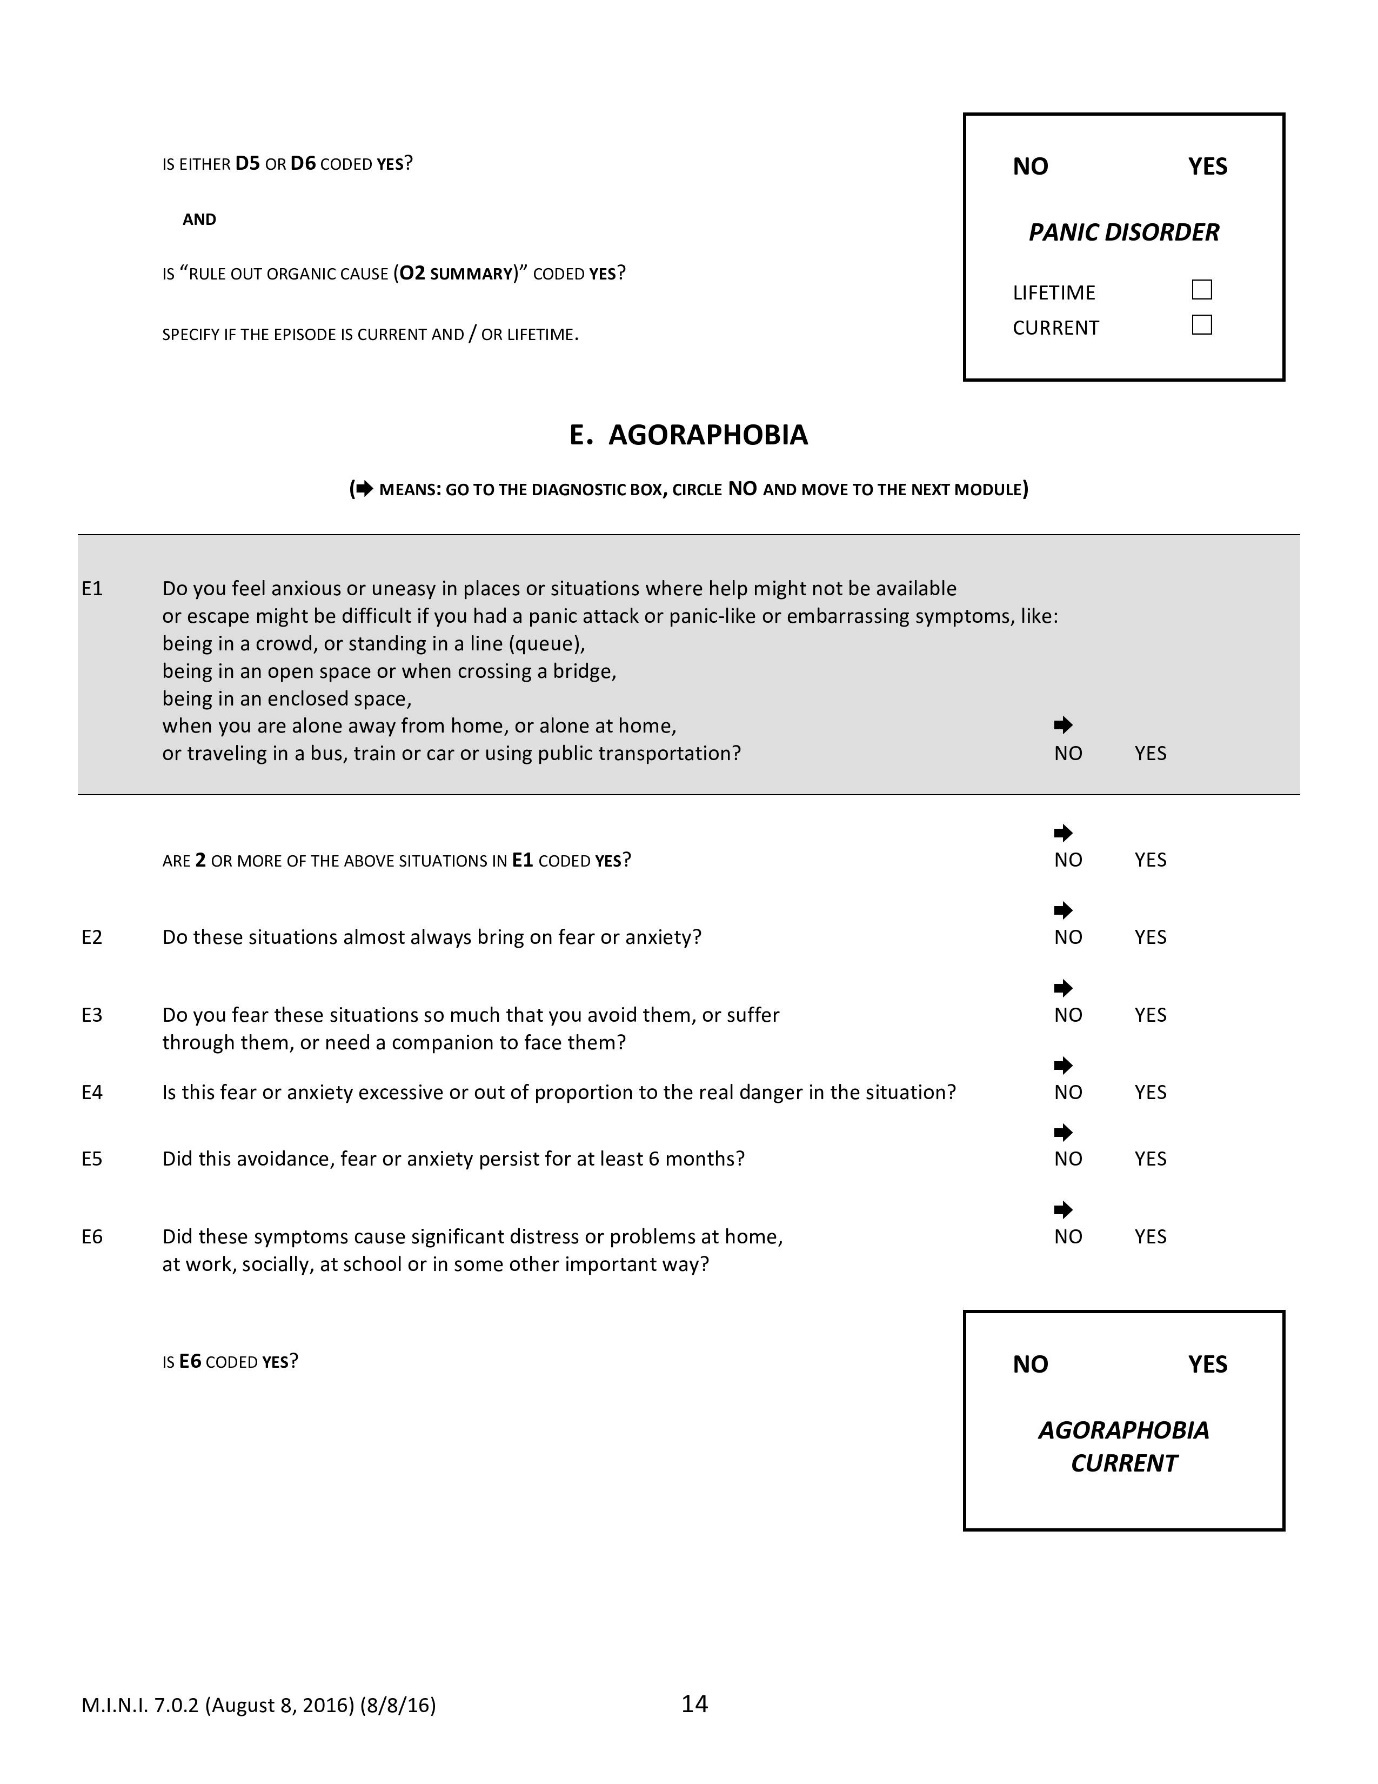 IS EITHER D5 OR D6 CODED YES?
AND
IS “RULE OUT ORGANIC CAUSE (O2 SUMMARY)” CODED YES?
SPECIFY IF THE EPISODE IS CURRENT AND / OR LIFETIME.
NO YES
PANIC DISORDER
LIFETIME ☐
CURRENT ☐
E. AGORAPHOBIA
(➨ MEANS: GO TO THE DIAGNOSTIC BOX, CIRCLE NO AND MOVE TO THE NEXT MODULE)
E1 Do you feel anxious or uneasy in places or situations where help might not be available
or escape might be difficult if you had a panic attack or panic-like or embarrassing symptoms, like:
being in a crowd, or standing in a line (queue),
being in an open space or when crossing a bridge,
being in an enclosed space,
when you are alone away from home, or alone at home, ➨
or traveling in a bus, train or car or using public transportation? NO YES
➨
ARE 2 OR MORE OF THE ABOVE SITUATIONS IN E1 CODED YES? NO YES
➨
E2 Do these situations almost always bring on fear or anxiety? NO YES
➨
E3 Do you fear these situations so much that you avoid them, or suffer NO YES
through them, or need a companion to face them?
➨
E4 Is this fear or anxiety excessive or out of proportion to the real danger in the situation? NO YES
➨
E5 Did this avoidance, fear or anxiety persist for at least 6 months? NO YES
➨
E6 Did these symptoms cause significant distress or problems at home, NO YES
at work, socially, at school or in some other important way?
IS E6 CODED YES?
NO YES
AGORAPHOBIA
CURRENT
M.I.N.I. 7.0.2 (August 8, 2016) (8/8/16) 14